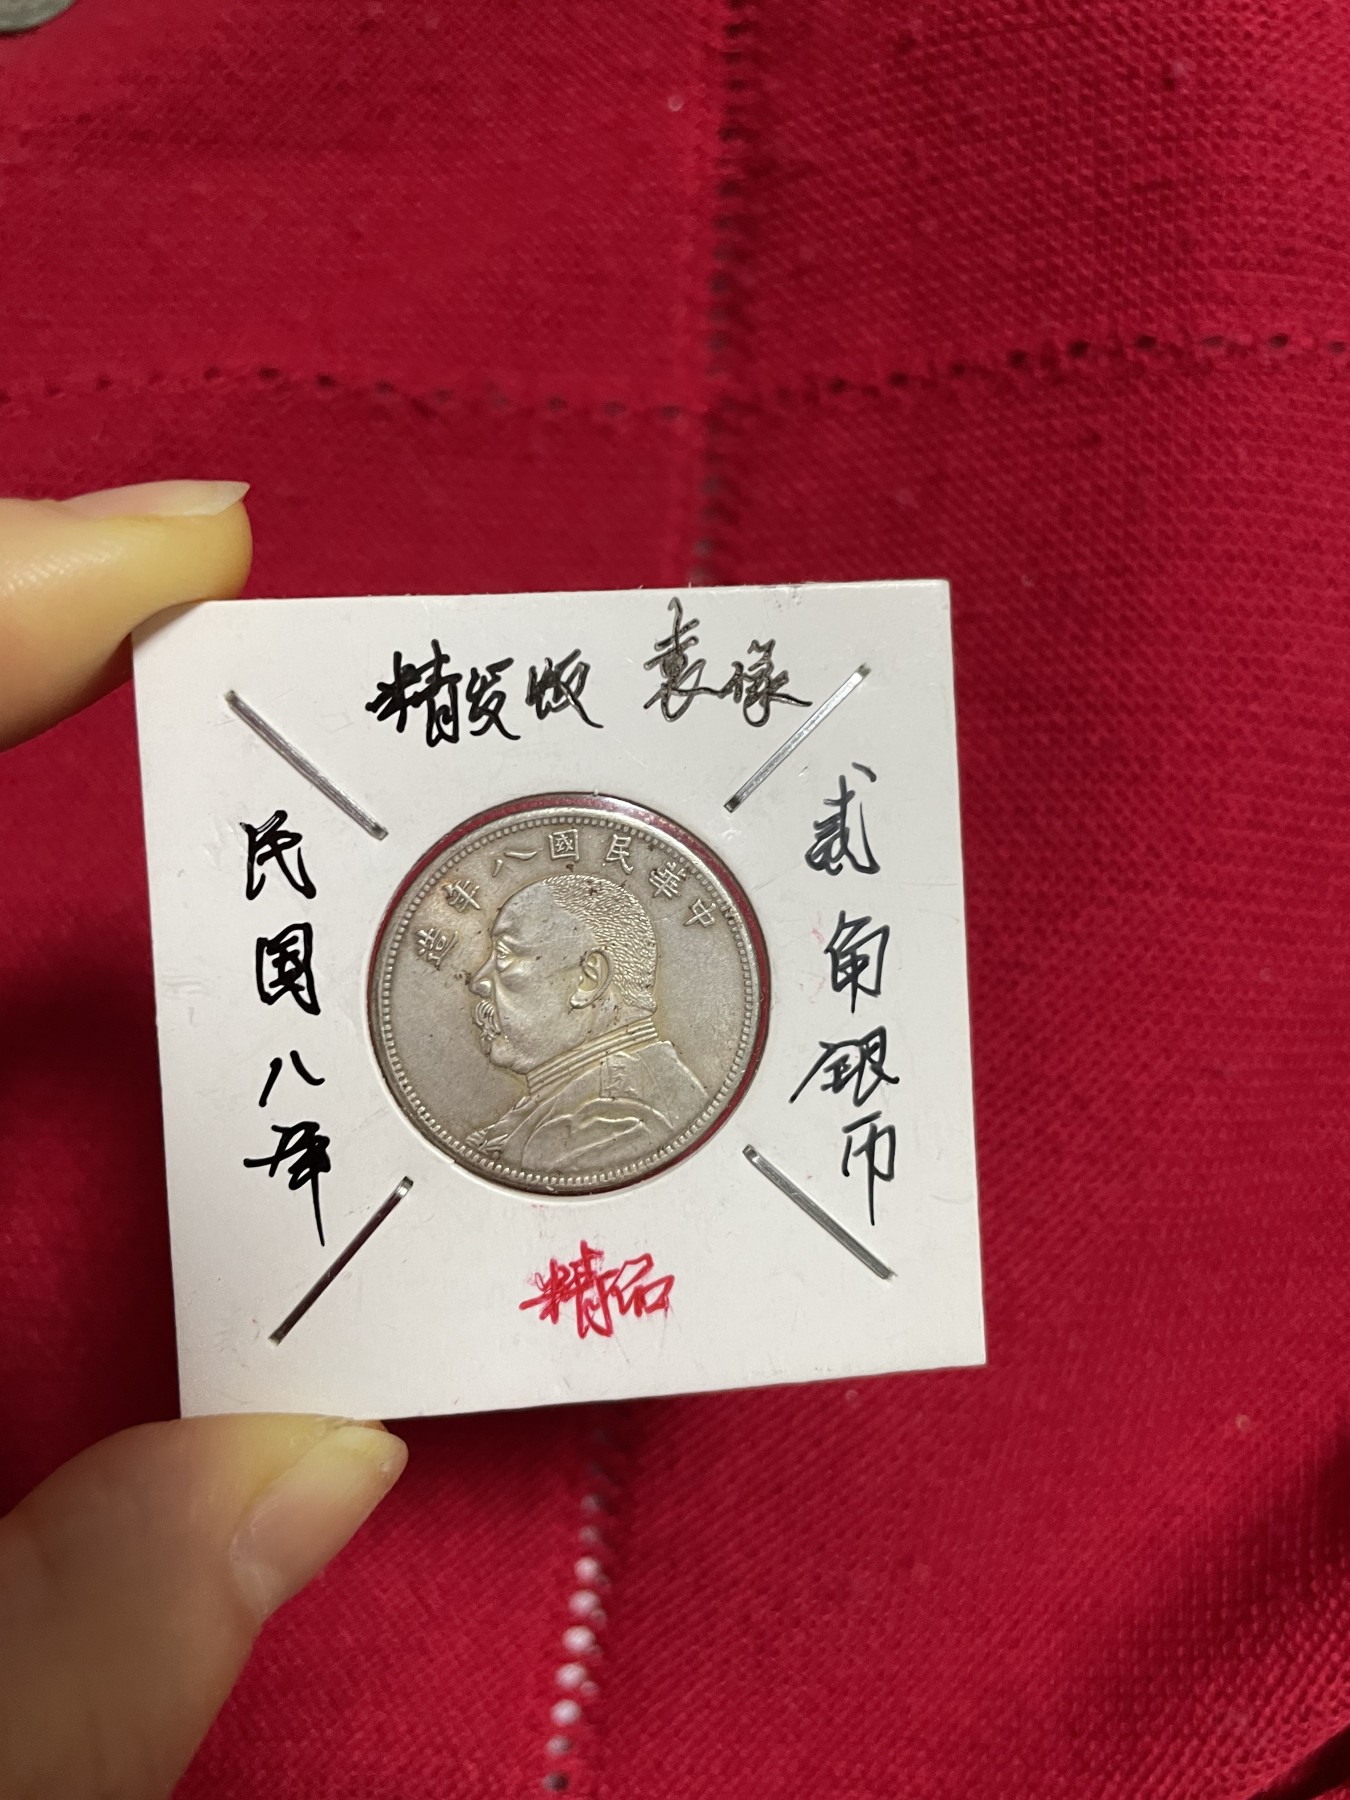 精发版 袁像
民国八年
贰角银币
中華民國八年造
精品